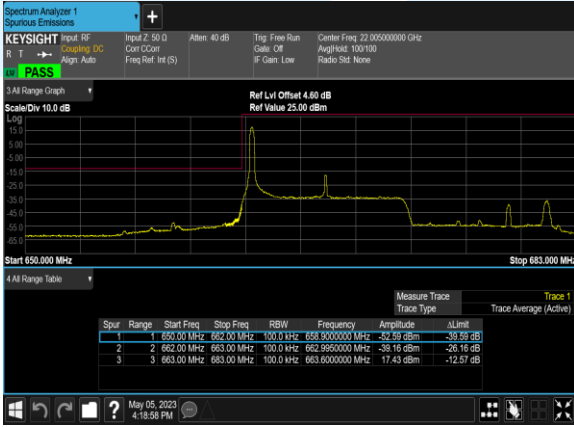 Spectrum Analyzer 1
Spurious Emissions
+
KEYSIGHT Input: RF Input Z: 50 Ω Atten: 40 dB Trig: Free Run Center Freq: 22.005000000 GHz
R T Coupling: DC Corr CCorr Gate: Off Avg|Hold: 100/100
Align: Auto Freq Ref: Int (S) IF Gain: Low Radio Std: None
PASS
3 All Range Graph Ref Lvl Offset 4.60 dB
Scale/Div 10.0 dB Ref Value 25.00 dBm
Log
15.0
5.00
-5.00
-15.0
-25.0
-35.0
-45.0
-55.0
-65.0
Start 650.000 MHz Stop 683.000 MHz
4 All Range Table
Measure Trace Trace 1
Trace Type Trace Average (Active)
Spur Range Start Freq Stop Freq RBW Frequency Amplitude ΔLimit
1 1 650.00 MHz 662.00 MHz 100.0 kHz 658.9000000 MHz -52.59 dBm -39.59 dB
2 2 662.00 MHz 663.00 MHz 100.0 kHz 662.9950000 MHz -39.16 dBm -26.16 dB
3 3 663.00 MHz 683.00 MHz 100.0 kHz 663.6000000 MHz 17.43 dBm -12.57 dB
? May 05, 2023
4:18:58 PM